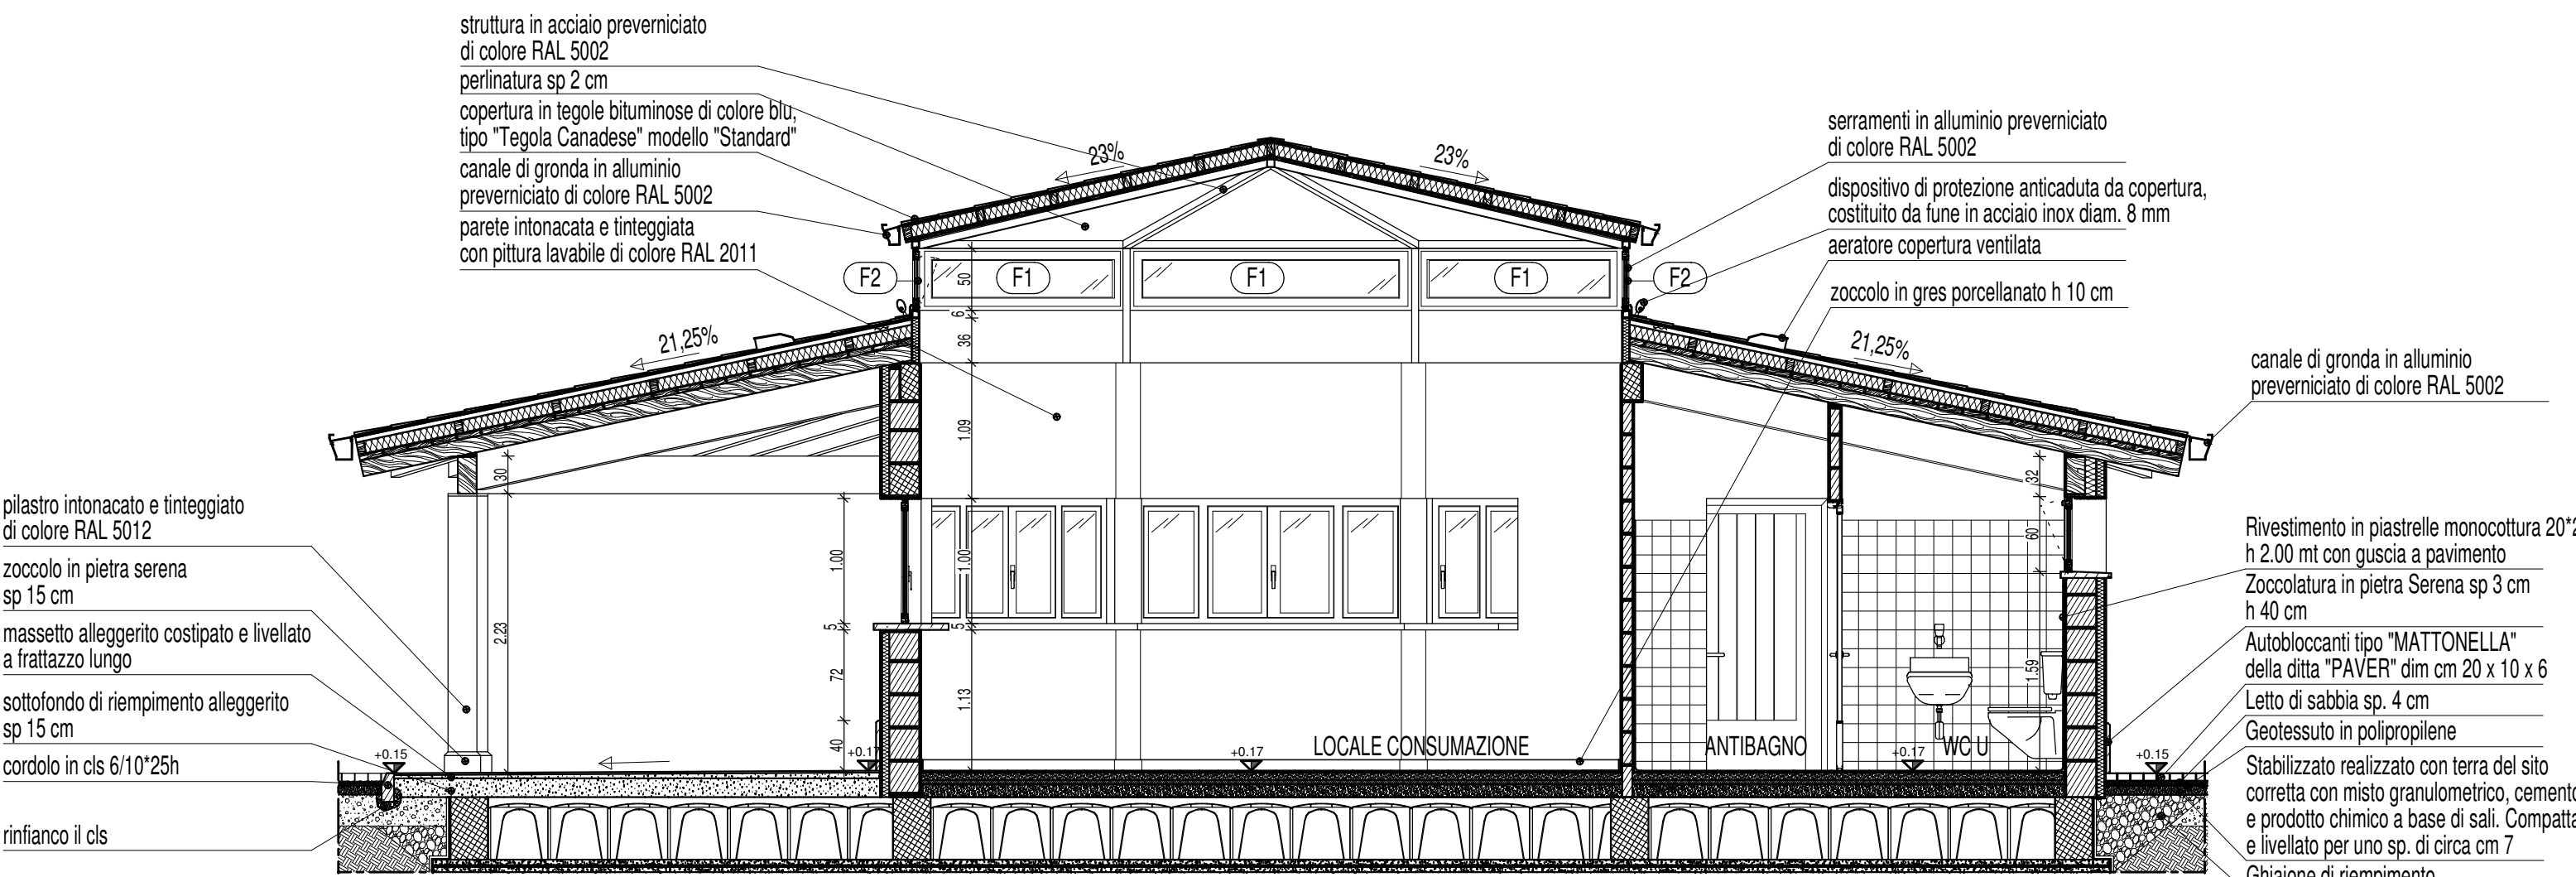 struttura in acciaio preverniciato
di colore RAL 5002
perlinatura sp 2 cm
copertura in tegole bituminose di colore blu,
tipo "Tegola Canadese" modello "Standard"
canale di gronda in alluminio
preverniciato di colore RAL 5002
parete intonacata e tinteggiata
con pittura lavabile di colore RAL 2011
23%
23%
serramenti in alluminio preverniciato
di colore RAL 5002
dispositivo di protezione anticaduta da copertura,
costituito da fune in acciaio inox diam. 8 mm
aeratore copertura ventilata
zoccolo in gres porcellanato h 10 cm
F2
F1
F1
F1
F2
50
6
36
1.09
1.00
5
1.13
21,25%
21,25%
canale di gronda in alluminio
preverniciato di colore RAL 5002
30
2.23
1.00
5
72
40
32
60
1.59
pilastro intonacato e tinteggiato
di colore RAL 5012
zoccolo in pietra serena
sp 15 cm
massetto alleggerito costipato e livellato
a frattazzo lungo
sottofondo di riempimento alleggerito
sp 15 cm
cordolo in cls 6/10*25h
rinfianco il cls
+0.15
+0.17
+0.17
LOCALE CONSUMAZIONE
ANTIBAGNO
+0.17
WC U
+0.15
Rivestimento in piastrelle monocottura 20*2
h 2.00 mt con guscia a pavimento
Zoccolatura in pietra Serena sp 3 cm
h 40 cm
Autobloccanti tipo "MATTONELLA"
della ditta "PAVER" dim cm 20 x 10 x 6
Letto di sabbia sp. 4 cm
Geotessuto in polipropilene
Stabilizzato realizzato con terra del sito
corretta con misto granulometrico, cemento
e prodotto chimico a base di sali. Compatta
e livellato per uno sp. di circa cm 7
Ghiaione di riempimento